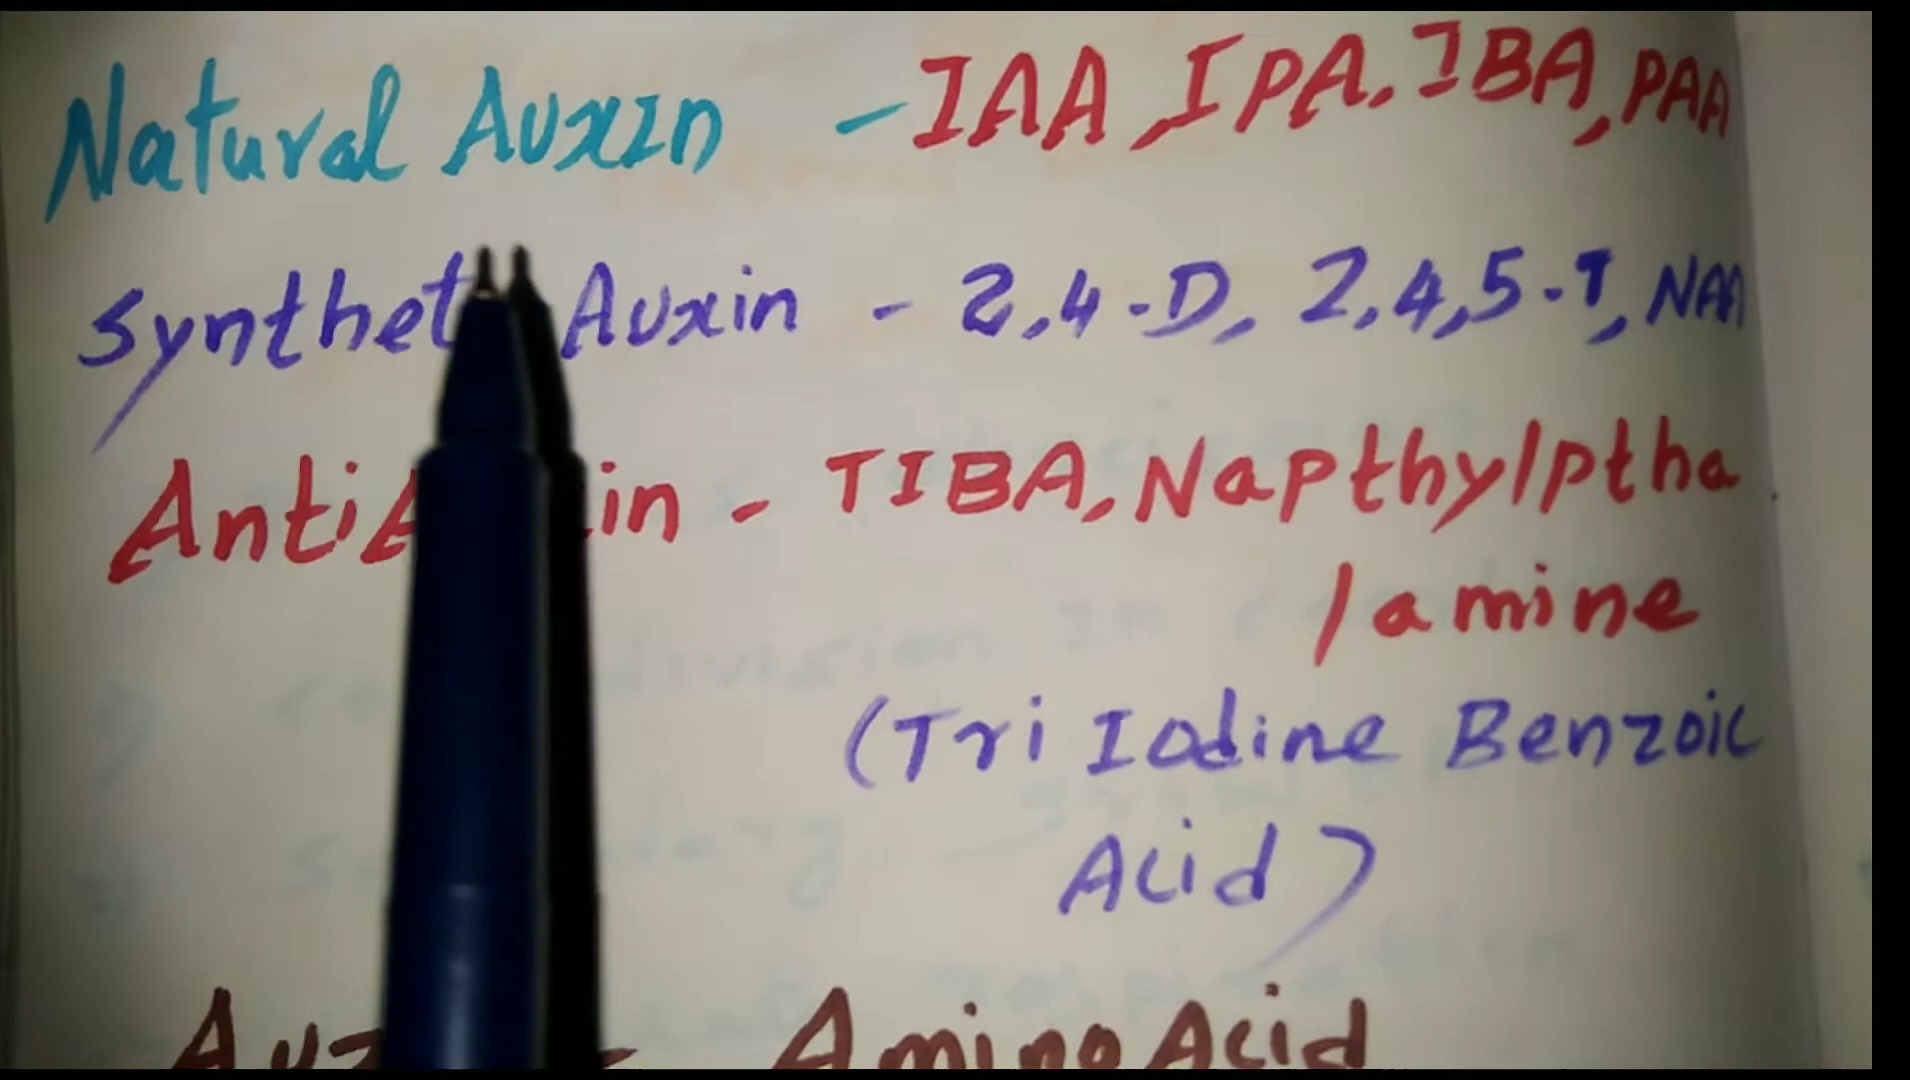 Natural Auxin - IAA, IPA, IBA, PAA
Synthet Auxin - 2,4-D, 2,4,5-T, NAA
AntiA in - TIBA, Napthylptha
lamine
(Tri Iodine Benzoic
Acid)
Amino Acid